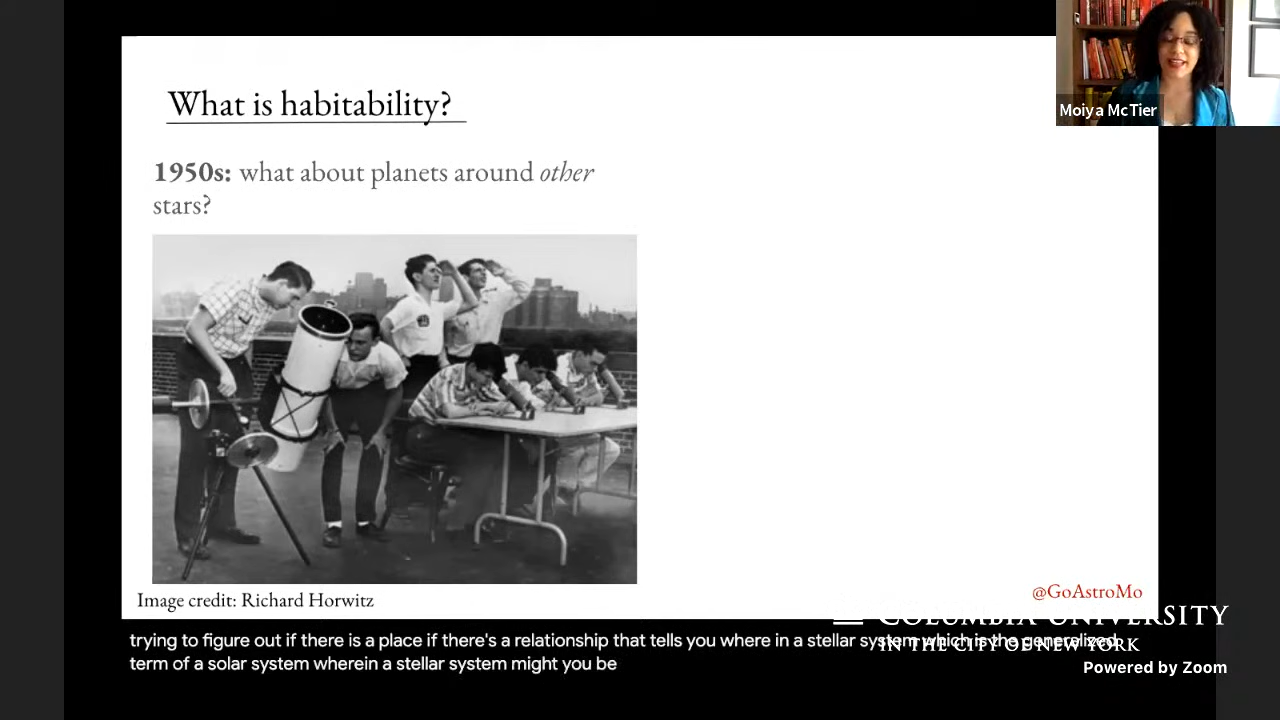 What is habitability?
Moiya McTier
1950s: what about planets around other
stars?
Image credit: Richard Horwitz
@GoAstroMo
COLUMBIA UNIVERSITY
IN THE CITY OF NEW YORK
trying to figure out if there is a place if there's a relationship that tells you where in a stellar system which is the generalized
term of a solar system wherein a stellar system might you be
Powered by Zoom